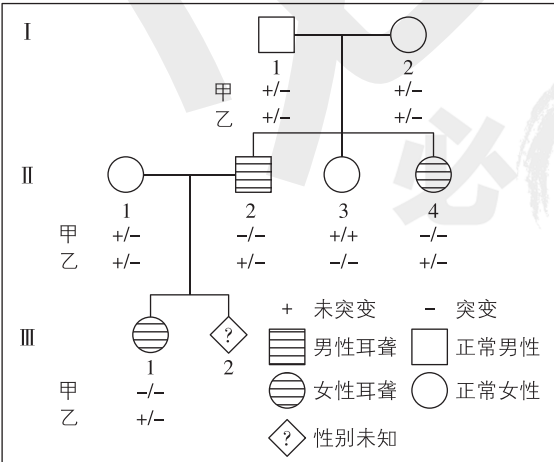 I
1 2
甲 +/- +/-
乙 +/- +/-
II
1 2 3 4
甲 +/- -/- +/+ -/-
乙 +/- +/- -/- +/-
III
?
1 2
甲 -/-
乙 +/-
+ 未突变 - 突变
男性耳聋 正常男性
女性耳聋 正常女性
? 性别未知
必